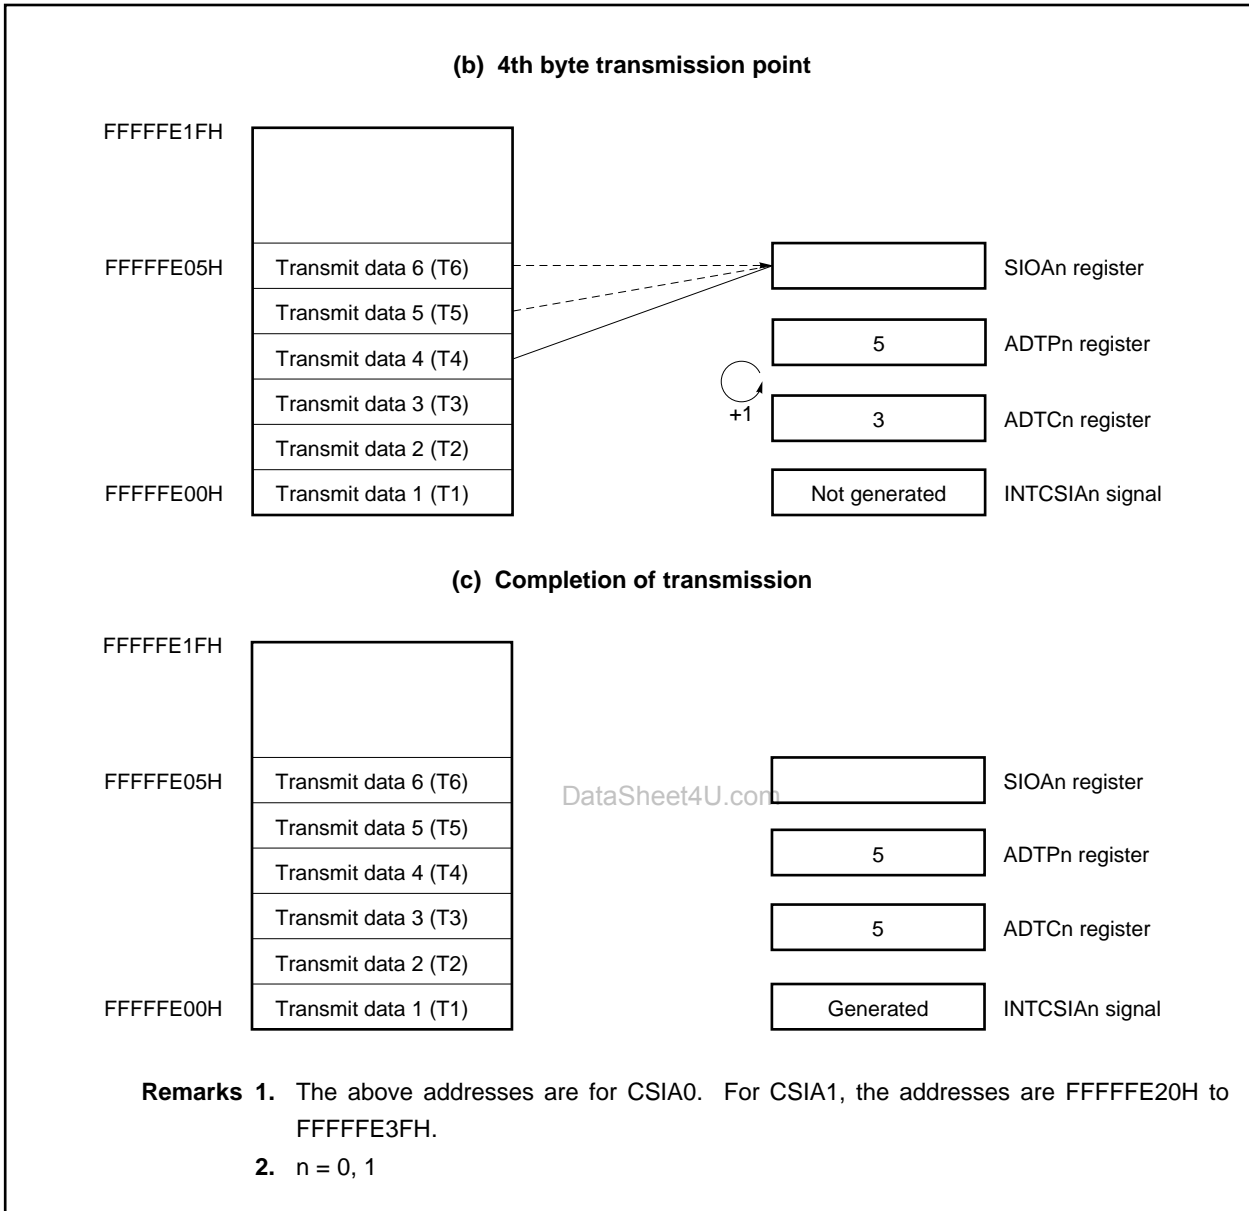 (b) 4th byte transmission point
FFFFFE1FH
FFFFFE05H
Transmit data 6 (T6)
SIOAn register
Transmit data 5 (T5)
5
ADTPn register
Transmit data 4 (T4)
+1
Transmit data 3 (T3)
3
ADTCn register
Transmit data 2 (T2)
FFFFFE00H
Transmit data 1 (T1)
Not generated
INTCSIAn signal
(c) Completion of transmission
FFFFFE1FH
FFFFFE05H
Transmit data 6 (T6)
SIOAn register
DataSheet4U.com
Transmit data 5 (T5)
5
ADTPn register
Transmit data 4 (T4)
Transmit data 3 (T3)
5
ADTCn register
Transmit data 2 (T2)
FFFFFE00H
Transmit data 1 (T1)
Generated
INTCSIAn signal
Remarks 1. The above addresses are for CSIA0. For CSIA1, the addresses are FFFFFE20H to
FFFFFE3FH.
2. n = 0, 1